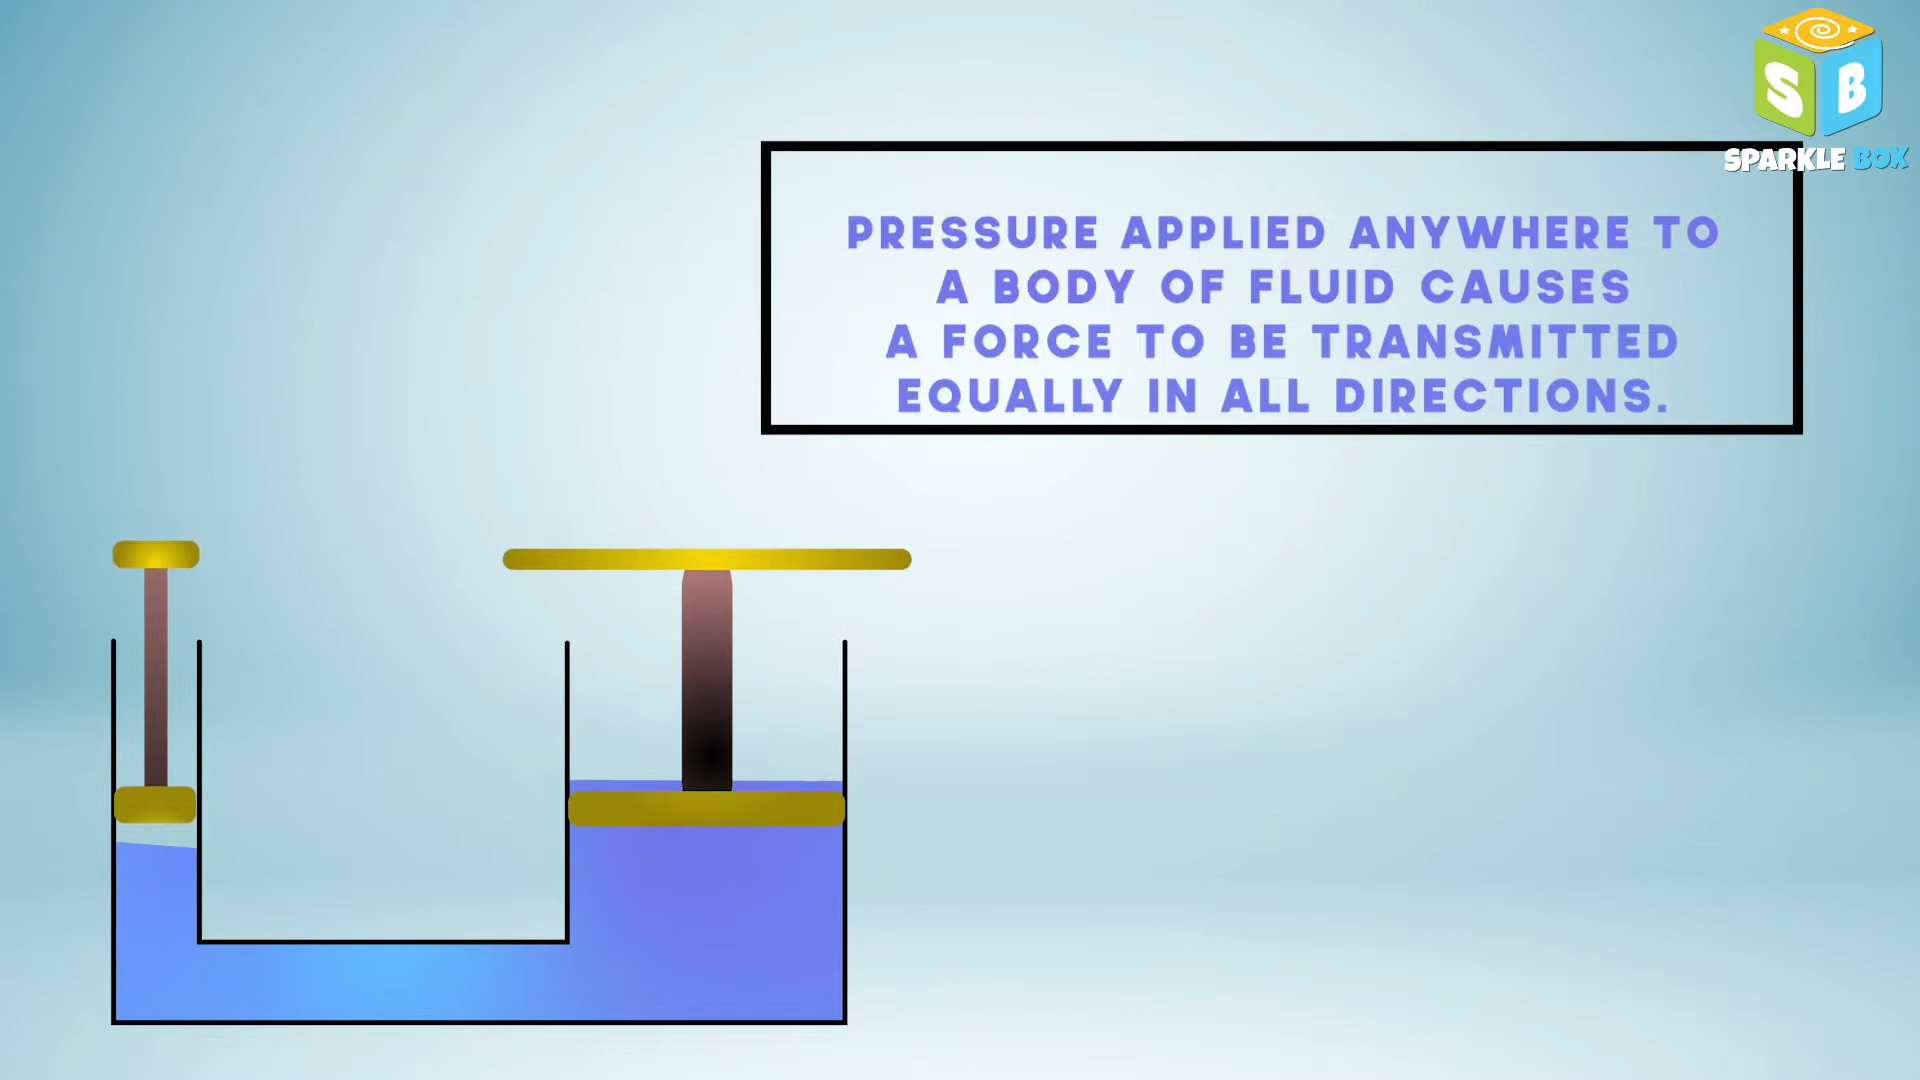 S B
SPARKLE BOX
PRESSURE APPLIED ANYWHERE TO
A BODY OF FLUID CAUSES
A FORCE TO BE TRANSMITTED
EQUALLY IN ALL DIRECTIONS.